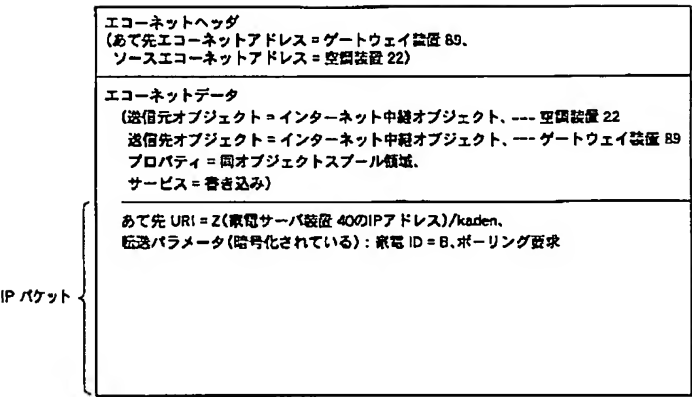 エコーネットヘッダ
(あて先エコーネットアドレス = ゲートウェイ装置 89、
ソースエコーネットアドレス = 空調装置 22)
エコーネットデータ
(送信元オブジェクト = インターネット中継オブジェクト、--- 空調装置 22
送信先オブジェクト = インターネット中継オブジェクト、--- ゲートウェイ装置 89
プロパティ = 同オブジェクトスプール領域、
サービス = 書き込み)
あて先 URI = Z(家電サーバ装置 40のIPアドレス)/kaden、
転送パラメータ(暗号化されている) : 家電 ID = B、ポーリング要求
IP パケット